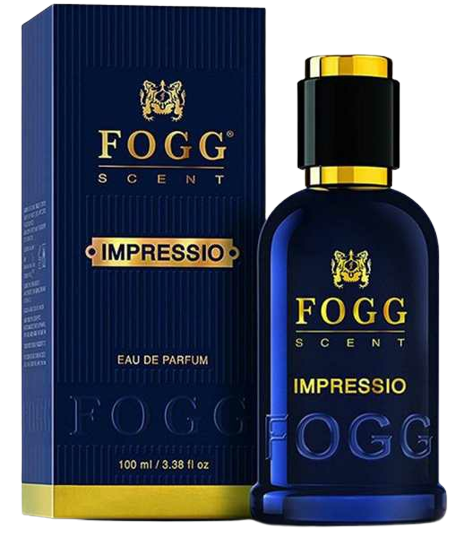 FOGG®
SCENT
IMPRESSIO
EAU DE PARFUM
FOGG
100 ml / 3.38 fl oz
FOGG
SCENT
IMPRESSIO
FOGG